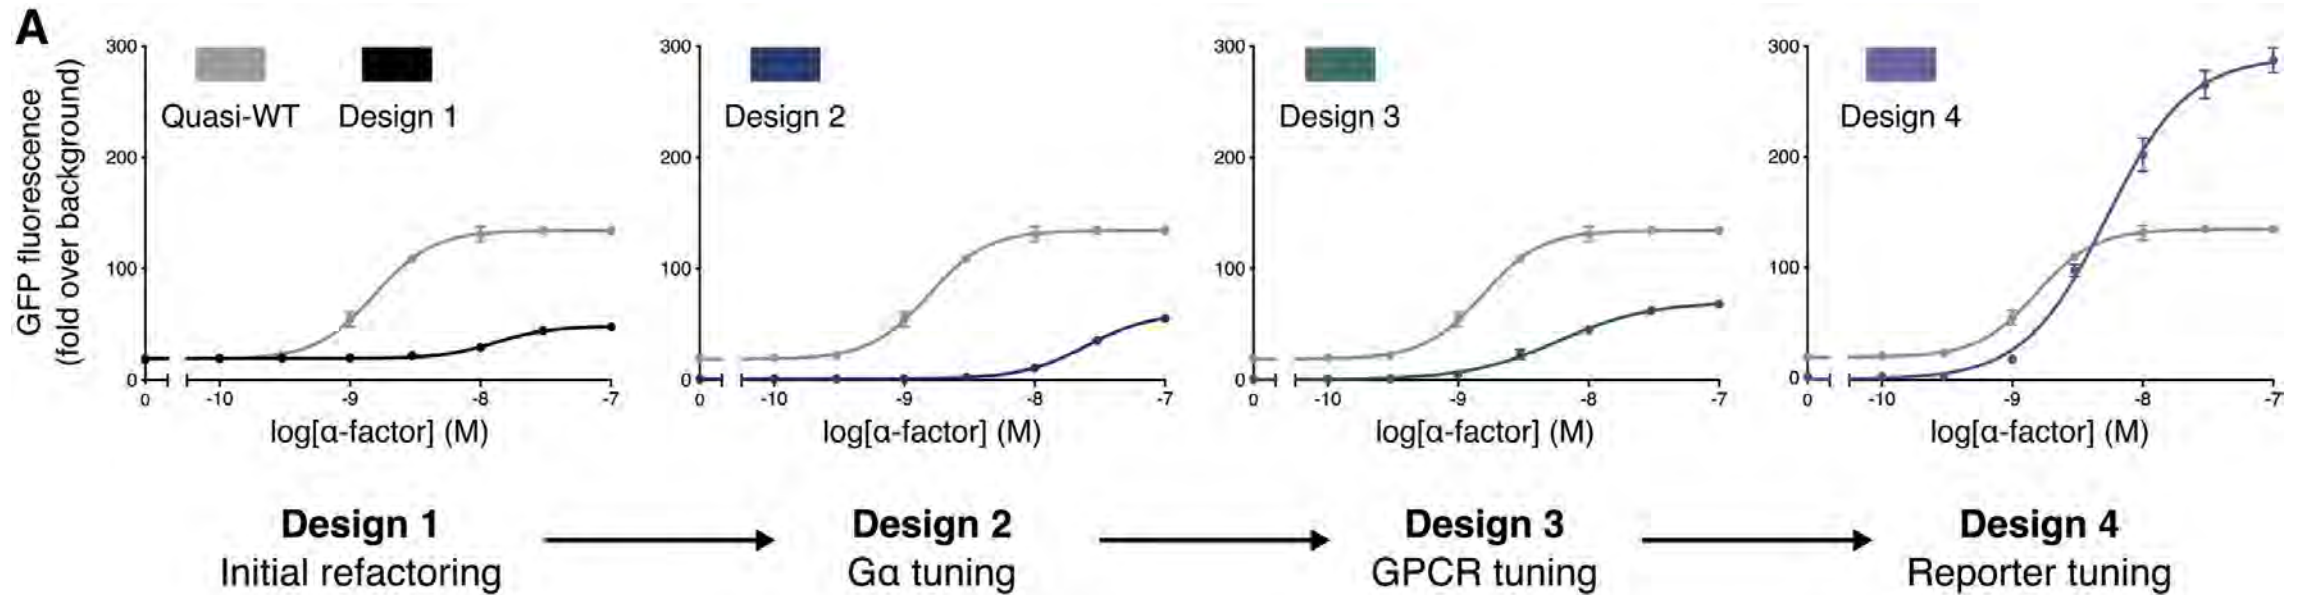 A
GFP fluorescence
(fold over background)
300
200
100
0
Quasi-WT
Design 1
0
-10
-9
-8
-7
log[α-factor] (M)
300
200
100
0
Design 2
0
-10
-9
-8
-7
log[α-factor] (M)
300
200
100
0
Design 3
0
-10
-9
-8
-7
log[α-factor] (M)
300
200
100
0
Design 4
0
-10
-9
-8
-7
log[α-factor] (M)
Design 1
Initial refactoring
Design 2
Gα tuning
Design 3
GPCR tuning
Design 4
Reporter tuning